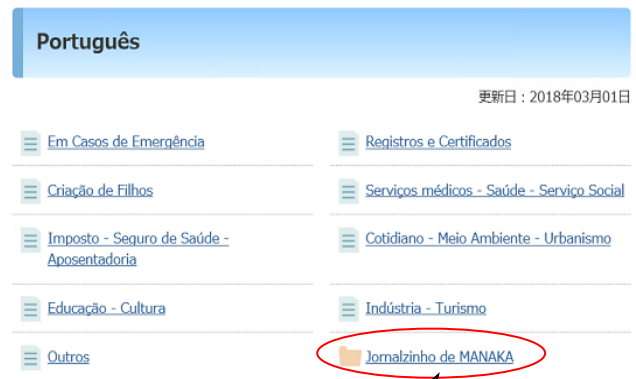 Português
更新日：2018年03月01日
Em Casos de Emergência
Registros e Certificados
Criação de Filhos
Serviços médicos - Saúde - Serviço Social
Imposto - Seguro de Saúde -
Aposentadoria
Cotidiano - Meio Ambiente - Urbanismo
Educação - Cultura
Indústria - Turismo
Outros
Jornalzinho de MANAKA